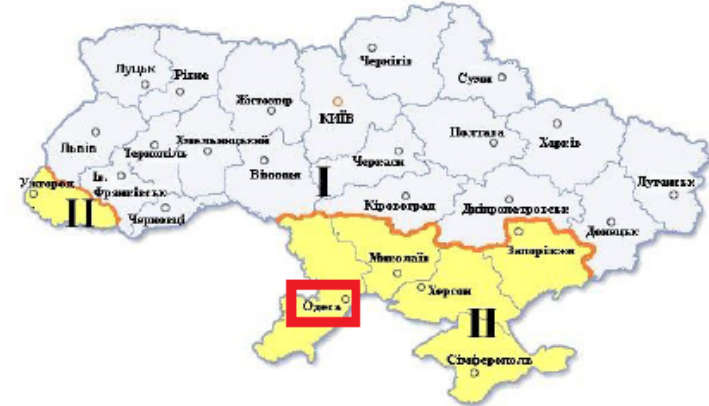 Чернігів
Луцьк
Рівне
Суми
Житомир
КИЇВ
Львів
Тернопіль
Хмельницький
Полтава
Харків
Черкаси
Вінниця
I
Ужгород
Ів.
Франківськ
Луганськ
II
Чернівці
Кіровоград
Дніпропетровськ
Донецьк
Запоріжжя
Миколаїв
Херсон
Одеса
II
Сімферополь